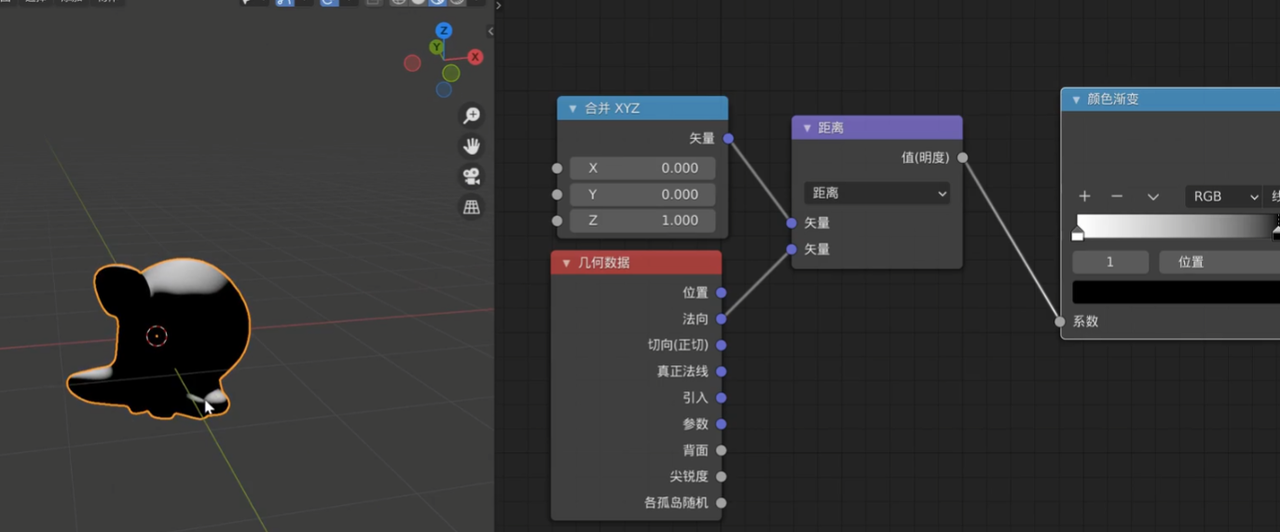 Z
Y
X
合并 XYZ
矢量
X 0.000
Y 0.000
Z 1.000
几何数据
位置
法向
切向(正切)
真正法线
引入
参数
背面
尖锐度
各孤岛随机
距离
值(明度)
距离
矢量
矢量
颜色渐变
RGB
1 位置
系数